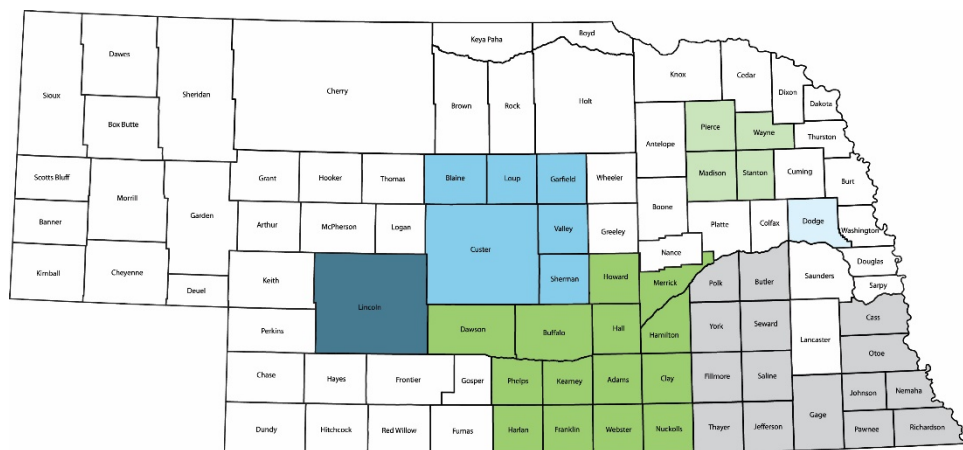 Keya Paha
Boyd
Dawes
Sioux
Sheridan
Cherry
Brown
Rock
Holt
Knox
Cedar
Dixon
Dakota
Box Butte
Pierce
Wayne
Thurston
Antelope
Scotts Bluff
Grant
Hooker
Thomas
Blaine
Loup
Garfield
Wheeler
Madison
Stanton
Cuming
Burt
Morrill
Garden
Banner
Arthur
McPherson
Logan
Custer
Valley
Greeley
Boone
Platte
Colfax
Dodge
Washington
Nance
Kimball
Cheyenne
Deuel
Keith
Lincoln
Sherman
Howard
Merrick
Polk
Butler
Saunders
Douglas
Sarpy
Perkins
Dawson
Buffalo
Hall
Hamilton
York
Seward
Lancaster
Cass
Otoe
Chase
Hayes
Frontier
Gosper
Phelps
Kearney
Adams
Clay
Fillmore
Saline
Gage
Johnson
Nemaha
Dundy
Hitchcock
Red Willow
Furnas
Harlan
Franklin
Webster
Nuckolls
Thayer
Jefferson
Pawnee
Richardson